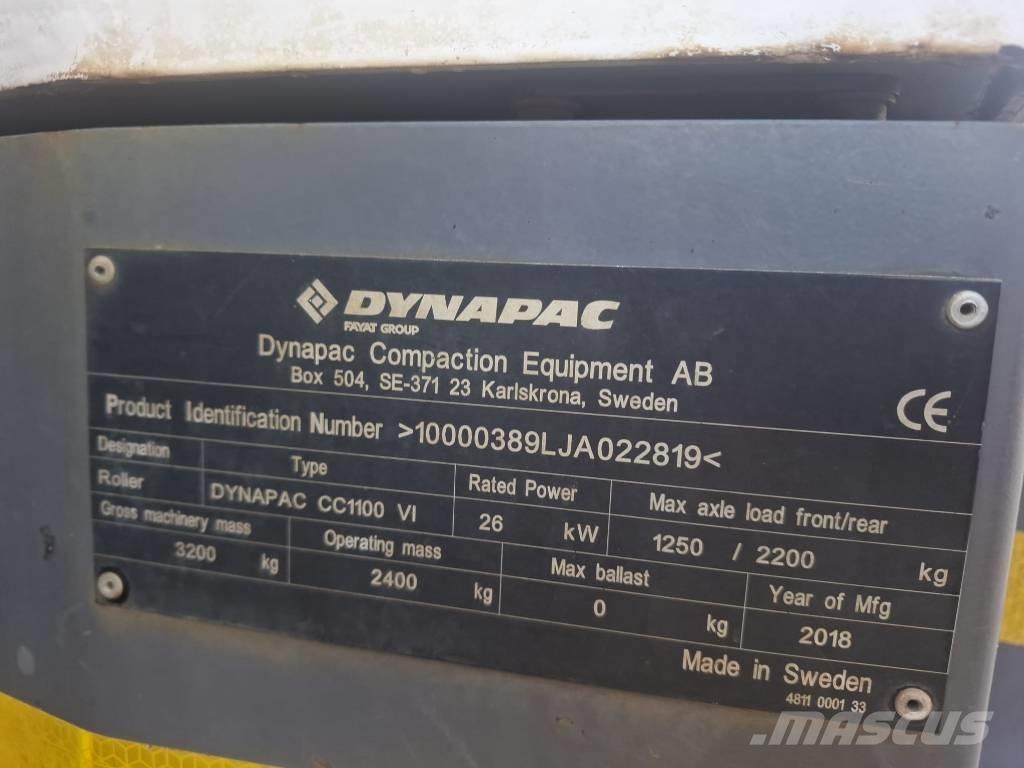 DYNAPAC
FAYAT GROUP
Dynapac Compaction Equipment AB
Box 504, SE-371 23 Karlskrona, Sweden
CE
Product Identification Number >10000389LJA022819<
Designation Type Rated Power Max axle load front/rear
Roller DYNAPAC CC1100 VI 26 kW 1250 / 2200 kg
Gross machinery mass Operating mass Max ballast Year of Mfg
3200 kg 2400 kg 0 kg 2018
Made in Sweden
4811 0001 33
MASCUS